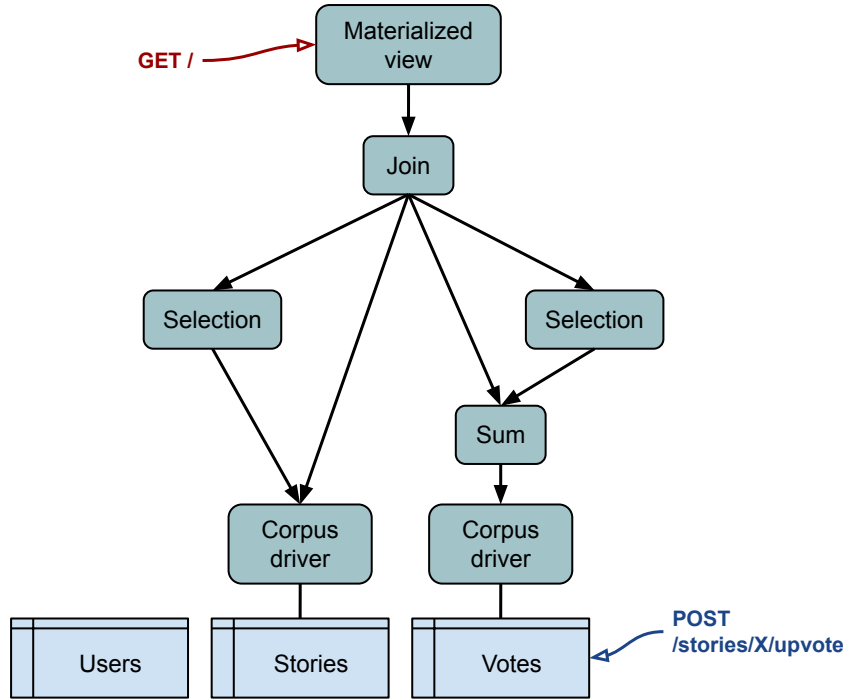 Materialized
view
GET /
Join
Selection
Selection
Sum
Corpus
driver
Corpus
driver
Users
Stories
Votes
POST
/stories/X/upvote